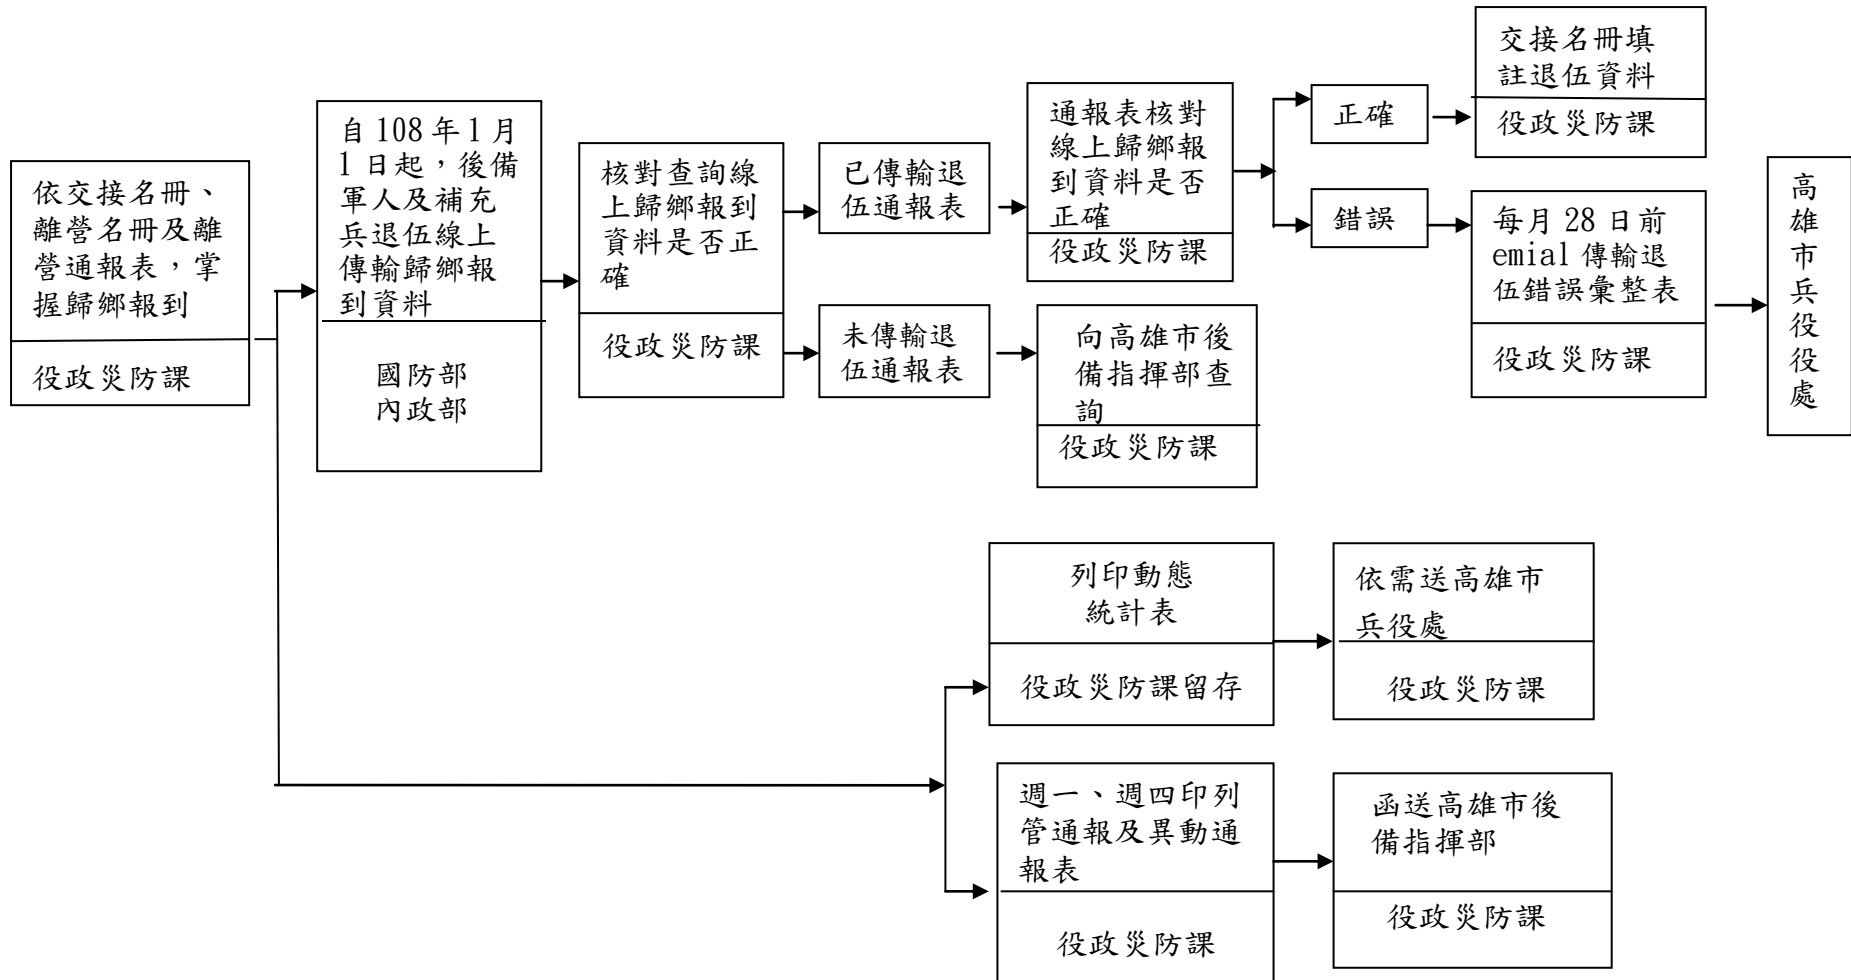 依交接名冊、
離營名冊及離
營通報表，掌
握歸鄉報到
役政災防課
自 108 年 1 月
1 日起，後備
軍人及補充
兵退伍線上
傳輸歸鄉報
到資料
國防部
內政部
核對查詢線
上歸鄉報到
資料是否正
確
役政災防課
已傳輸退
伍通報表
未傳輸退
伍通報表
通報表核對
線上歸鄉報
到資料是否
正確
役政災防課
向高雄市後
備指揮部查
詢
役政災防課
正確
錯誤
交接名冊填
註退伍資料
役政災防課
每月 28 日前
emial 傳輸退
伍錯誤彙整表
役政災防課
高雄市兵役役處
列印動態
統計表
役政災防課留存
依需送高雄市
兵役處
役政災防課
週一、週四印列
管通報及異動通
報表
役政災防課
函送高雄市後
備指揮部
役政災防課